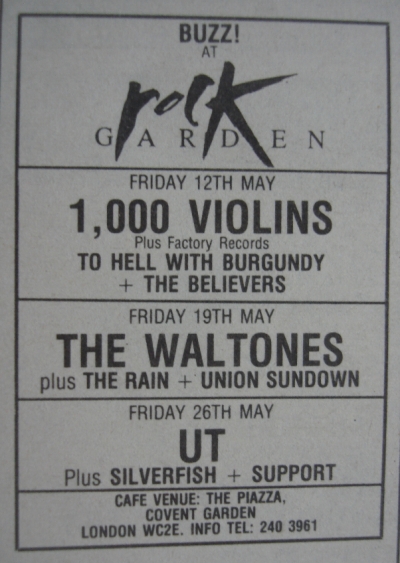 BUZZ!
AT
rock
GARDEN
FRIDAY 12TH MAY
1,000 VIOLINS
Plus Factory Records
TO HELL WITH BURGUNDY
+ THE BELIEVERS
FRIDAY 19TH MAY
THE WALTONES
plus THE RAIN + UNION SUNDOWN
FRIDAY 26TH MAY
UT
Plus SILVERFISH + SUPPORT
CAFE VENUE: THE PIAZZA,
COVENT GARDEN
LONDON WC2E. INFO TEL: 240 3961